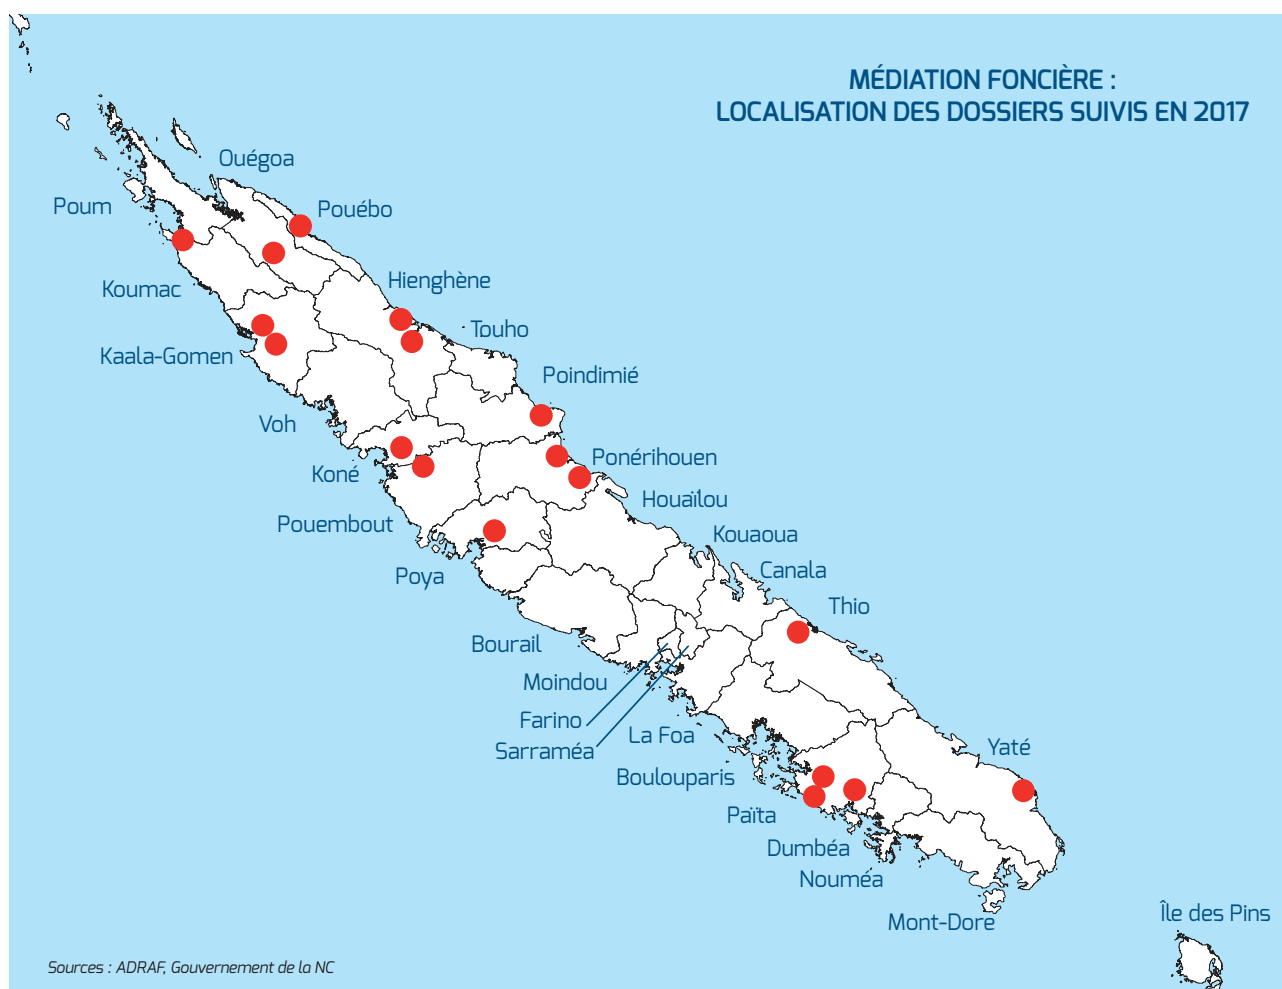 MÉDIATION FONCIÈRE :
LOCALISATION DES DOSSIERS SUIVIS EN 2017
Ouégoa
Poum
Pouébo
Koumac
Hienghène
Touho
Kaala-Gomen
Poindimié
Voh
Koné
Ponérihouen
Houaïlou
Pouembout
Kouaoua
Canala
Poya
Thio
Bourail
Moindou
Farino
Sarraméa
La Foa
Yaté
Boulouparis
Païta
Dumbéa
Nouméa
Mont-Dore
Île des Pins
Sources : ADRAF, Gouvernement de la NC